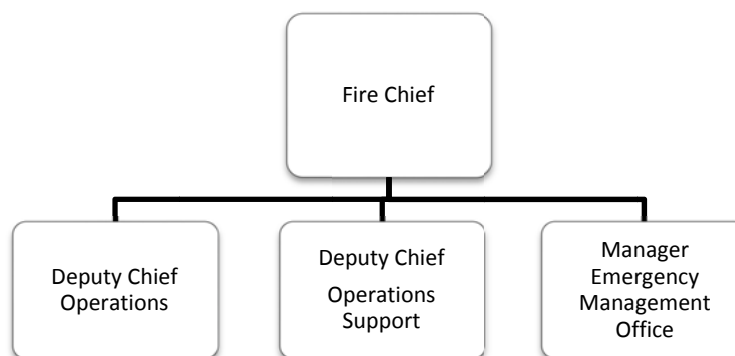 Fire Chief
Deputy Chief
Operations
Deputy Chief
Operations
Support
Manager
Emergency
Management
Office